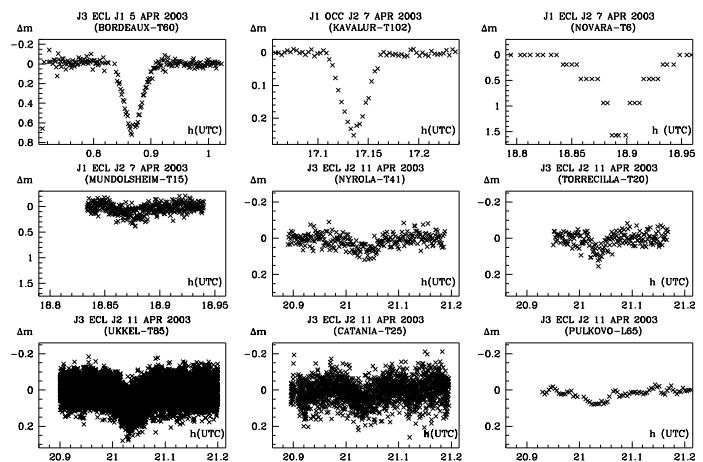 J3 ECL J1 5 APR 2003
(BORDEAUX-T60)
Δm
-0.2
0
0.2
0.4
0.6
0.8
h(UTC)
0.8 0.9 1
J1 OCC J2 7 APR 2003
(KAVALUR-T102)
Δm
0
0.1
0.2
h(UTC)
17.1 17.15 17.2
J1 ECL J2 7 APR 2003
(NOVARA-T6)
Δm
0
0.5
1
1.5
h(UTC)
18.8 18.85 18.9 18.95
J1 ECL J2 7 APR 2003
(MUNDOLSHEIM-T15)
Δm
0
0.5
1
1.5
h(UTC)
18.8 18.85 18.9 18.95
J3 ECL J2 11 APR 2003
(NYROLA-T41)
Δm
-0.2
0
0.2
h(UTC)
20.9 21 21.1 21.2
J3 ECL J2 11 APR 2003
(TORRECILLA-T20)
Δm
-0.2
0
0.2
h(UTC)
20.9 21 21.1 21.2
J3 ECL J2 11 APR 2003
(UKKEL-T85)
Δm
-0.2
0
0.2
h(UTC)
20.9 21 21.1 21.2
J3 ECL J2 11 APR 2003
(CATANIA-T25)
Δm
-0.2
0
0.2
h(UTC)
20.9 21 21.1 21.2
J3 ECL J2 11 APR 2003
(PULKOVO-L65)
Δm
-0.2
0
0.2
h(UTC)
20.9 21 21.1 21.2